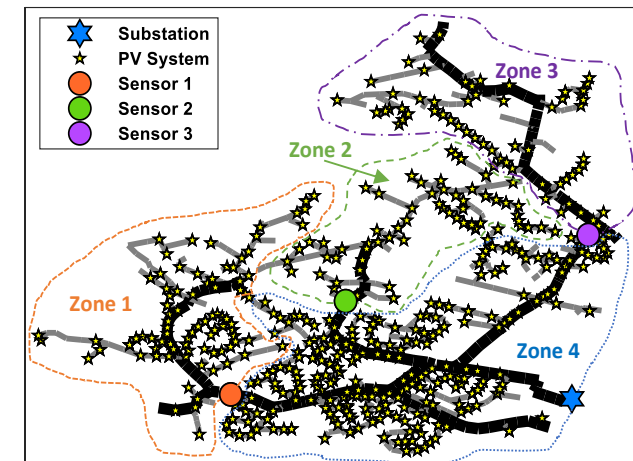 Substation
PV System
Sensor 1
Sensor 2
Sensor 3
Zone 3
Zone 2
Zone 1
Zone 4